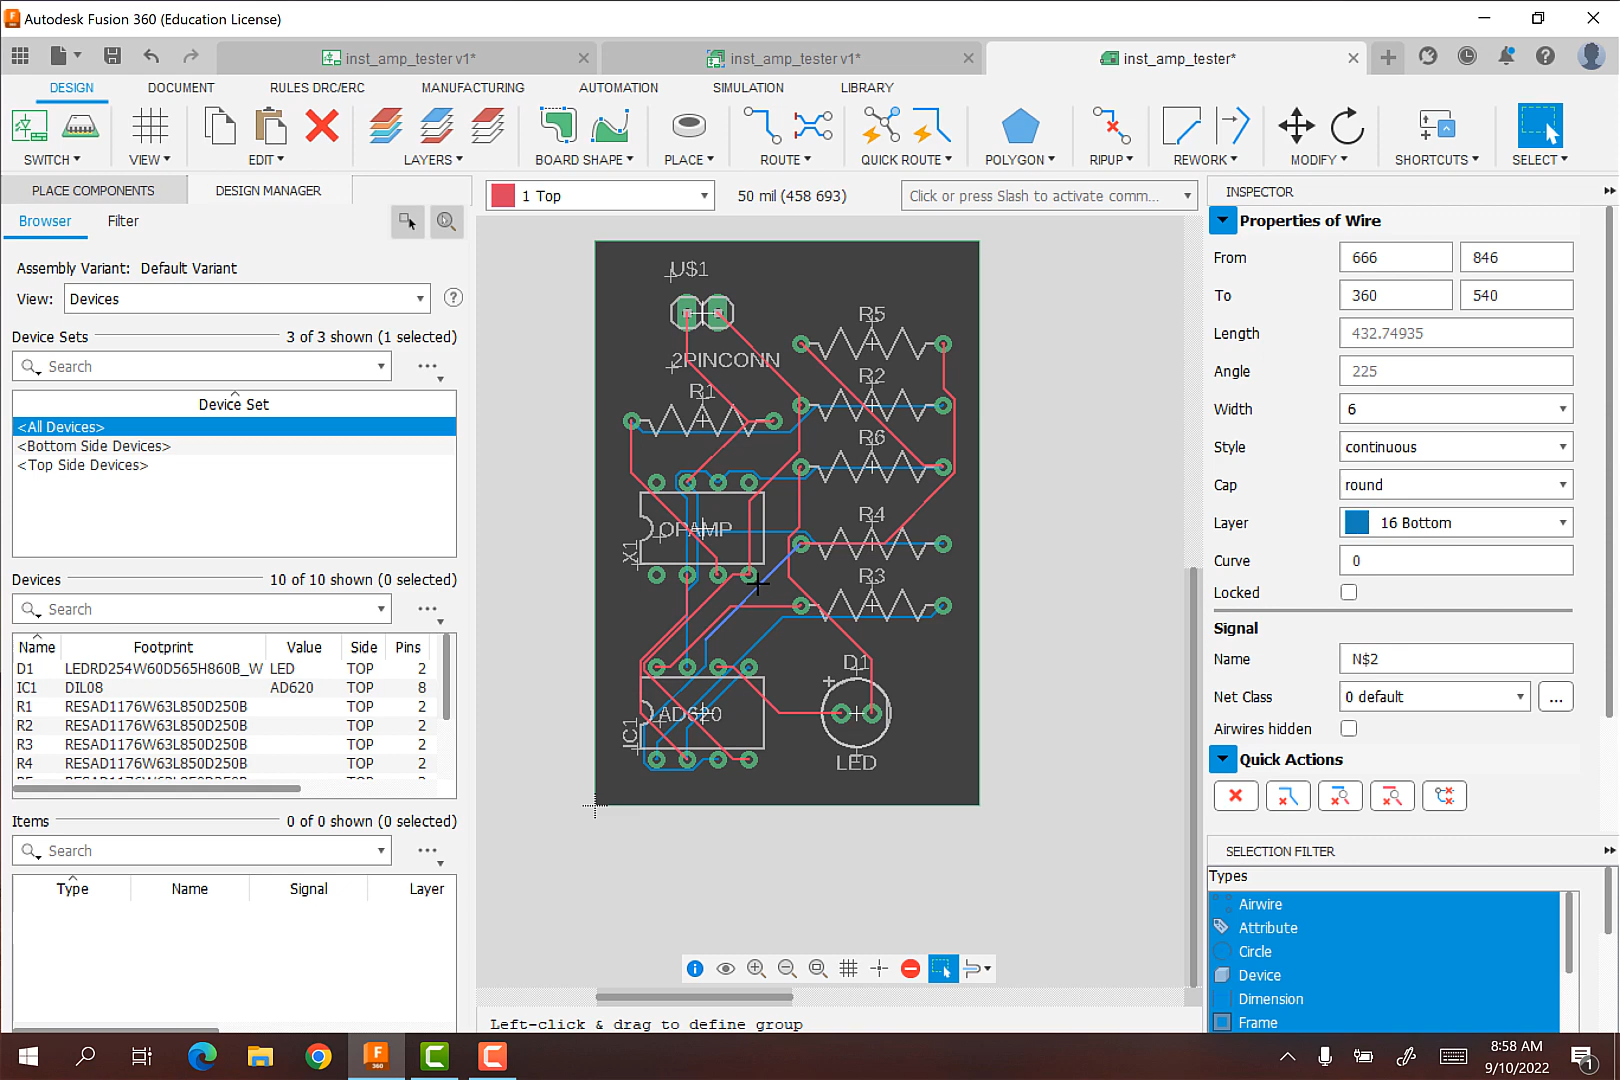 Autodesk Fusion 360 (Education License)
inst_amp_tester v1*
inst_amp_tester v1*
inst_amp_tester*
DESIGN
DOCUMENT
RULES DRC/ERC
MANUFACTURING
AUTOMATION
SIMULATION
LIBRARY
SWITCH
VIEW
EDIT
LAYERS
BOARD SHAPE
PLACE
ROUTE
QUICK ROUTE
POLYGON
RIPUP
REWORK
MODIFY
SHORTCUTS
SELECT
PLACE COMPONENTS
DESIGN MANAGER
Browser
Filter
Assembly Variant: Default Variant
View: Devices
Device Sets 3 of 3 shown (1 selected)
Search
Device Set
<All Devices>
<Bottom Side Devices>
<Top Side Devices>
Devices 10 of 10 shown (0 selected)
Search
Name Footprint Value Side Pins
D1 LEDRD254W60D565H860B_W LED TOP 2
IC1 DIL08 AD620 TOP 8
R1 RESAD1176W63L850D250B TOP 2
R2 RESAD1176W63L850D250B TOP 2
R3 RESAD1176W63L850D250B TOP 2
R4 RESAD1176W63L850D250B TOP 2
Items 0 of 0 shown (0 selected)
Search
Type Name Signal Layer
1 Top
50 mil (458 693)
Click or press Slash to activate comm...
U$1
2PINCONN
R5
R2
R1
R6
OPAMP
X1
R4
R3
D1
AD620
IC1
LED
Left-click & drag to define group
INSPECTOR
Properties of Wire
From 666 846
To 360 540
Length 432.74935
Angle 225
Width 6
Style continuous
Cap round
Layer 16 Bottom
Curve 0
Locked
Signal
Name N$2
Net Class 0 default ...
Airwires hidden
Quick Actions
SELECTION FILTER
Types
Airwire
Attribute
Circle
Device
Dimension
Frame
F
360
8:58 AM
9/10/2022
1